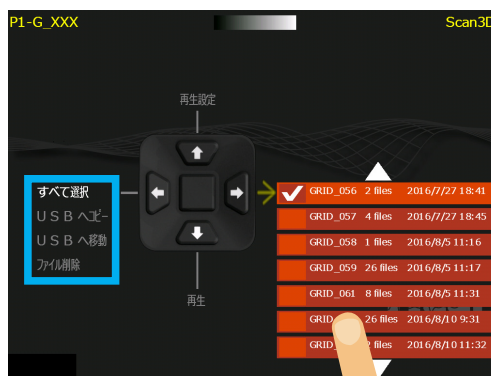 P1-G_XXX
Scan3D
再生設定
すべて選択
USBへコピー
USBへ移動
ファイル削除
再生
GRID_056 2 files 2016/7/27 18:41
GRID_057 4 files 2016/7/27 18:45
GRID_058 1 files 2016/8/5 11:16
GRID_059 26 files 2016/8/5 11:17
GRID_061 8 files 2016/8/5 11:31
GRID_ 26 files 2016/8/10 9:31
GRID_ files 2016/8/10 11:32